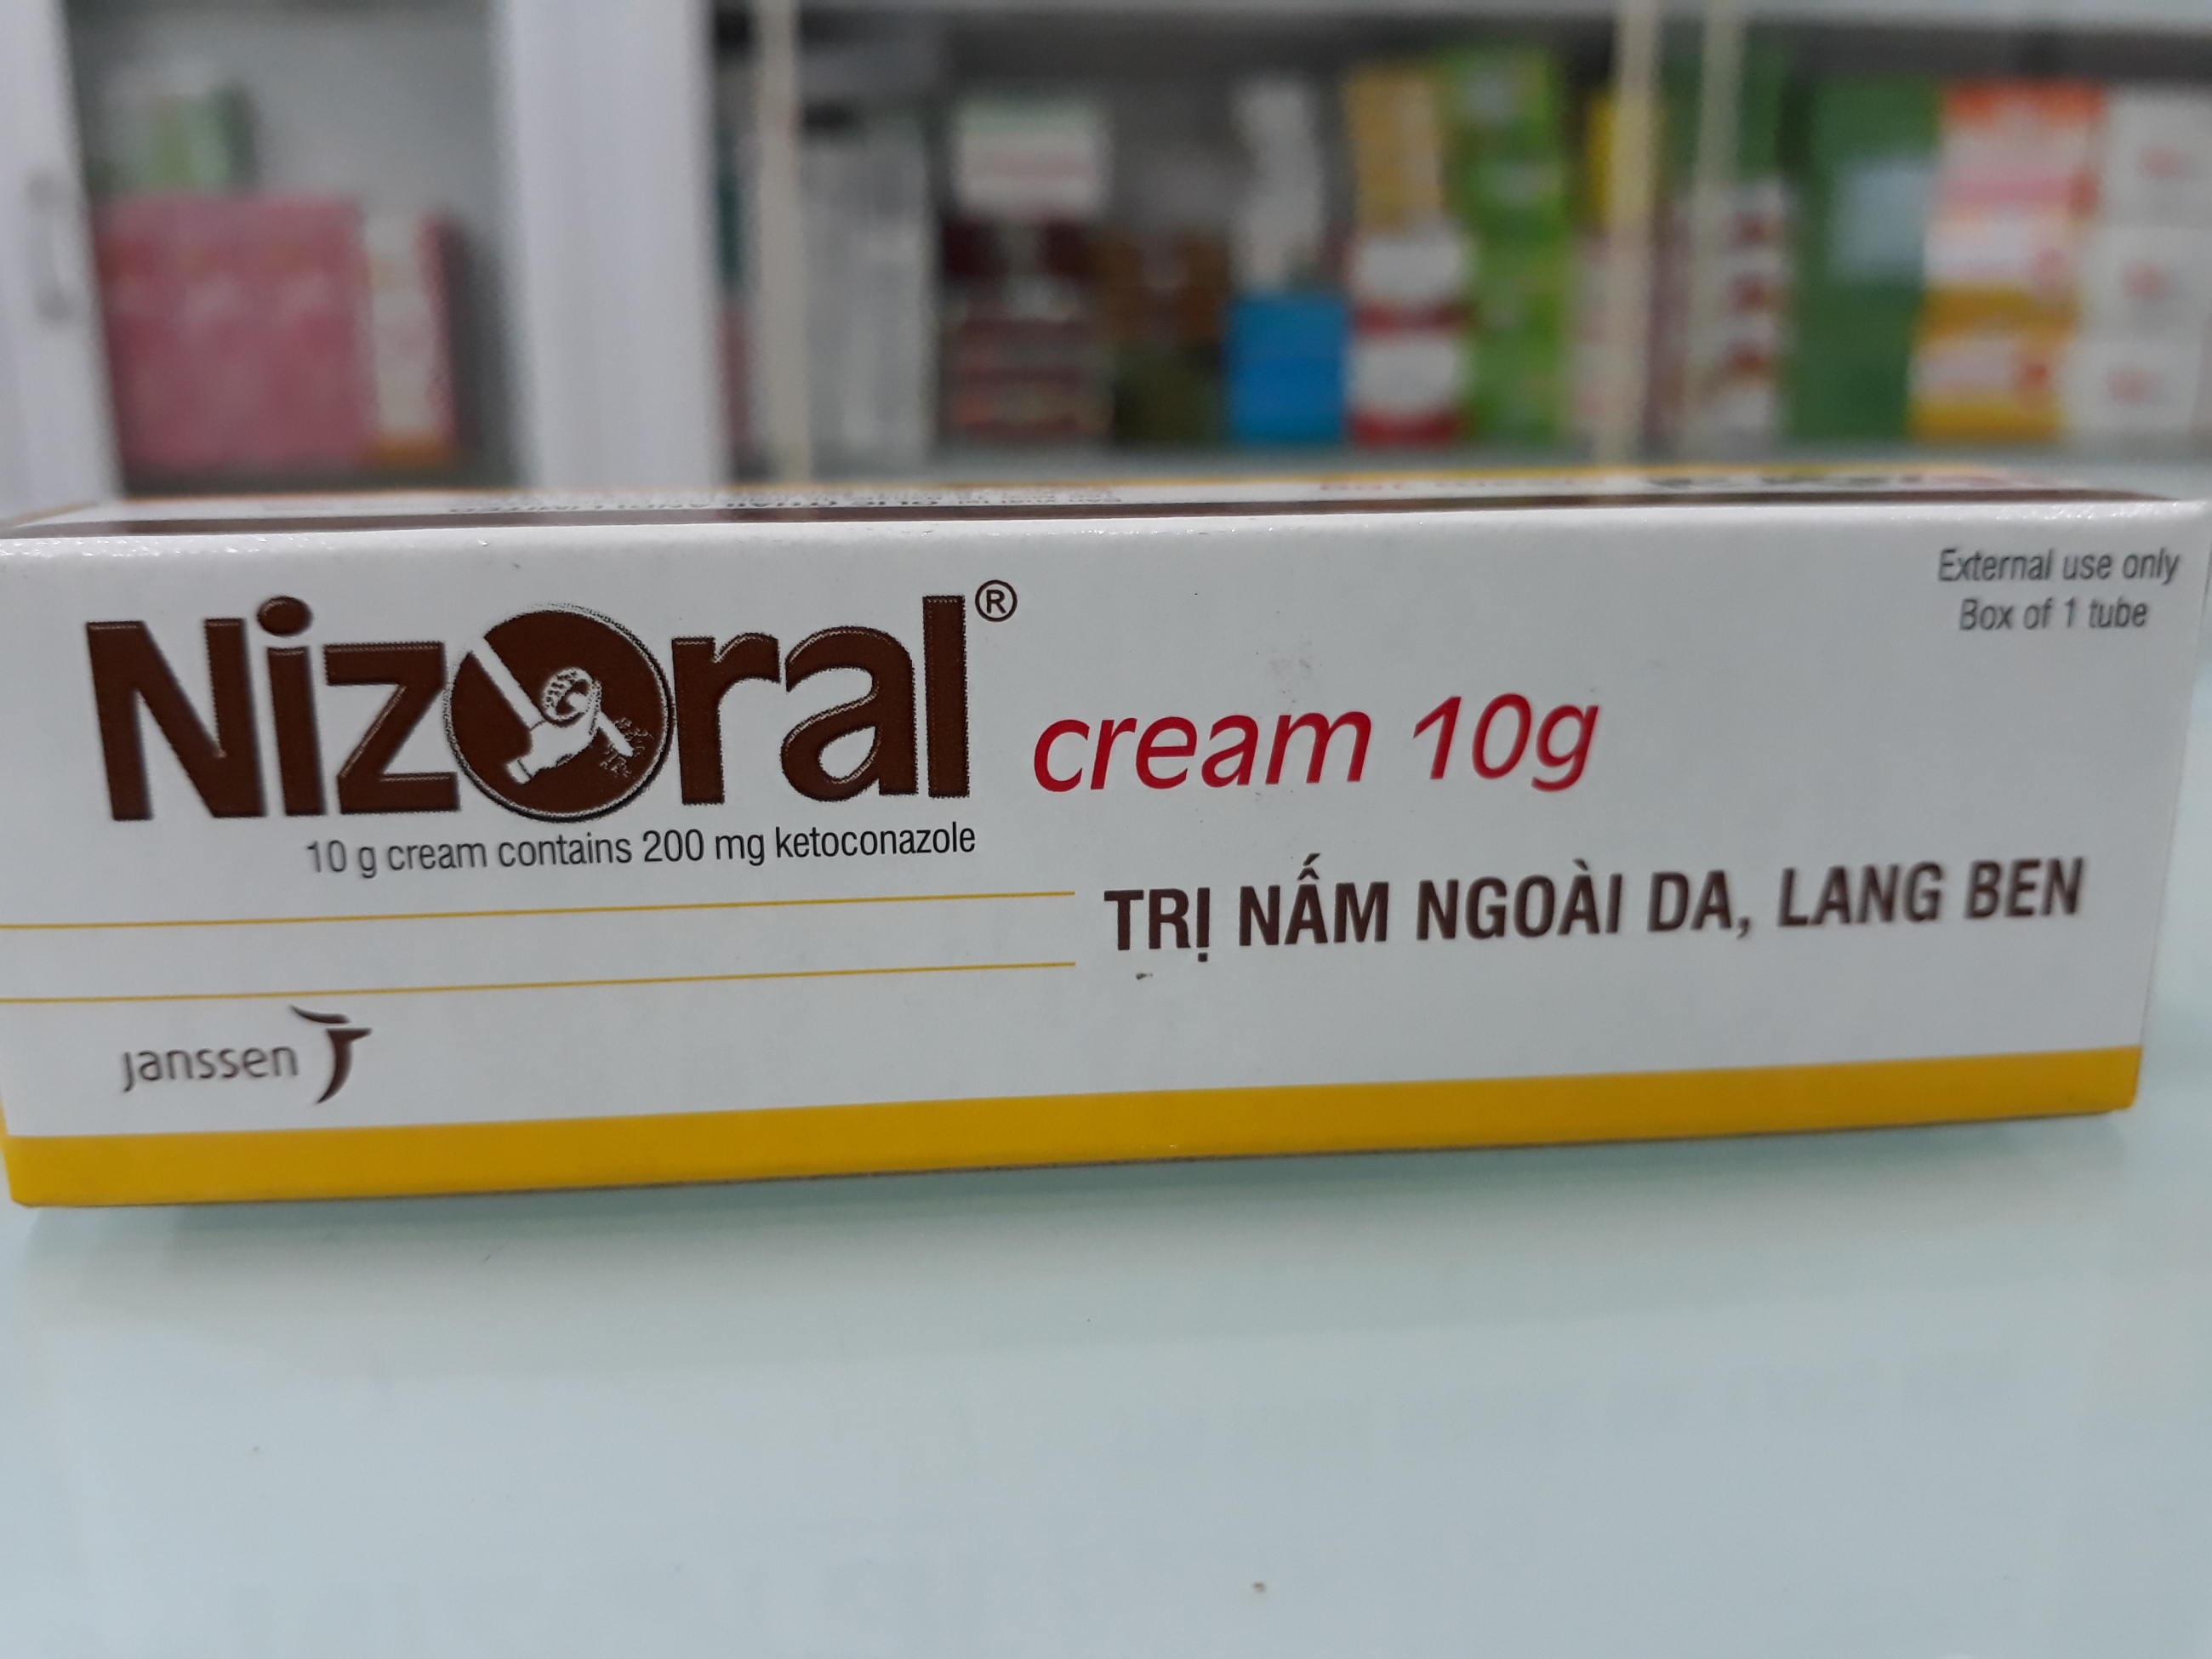 External use only
Box of 1 tube
Nizoral®
cream 10g
10 g cream contains 200 mg ketoconazole
TRỊ NẤM NGOÀI DA, LANG BEN
Janssen